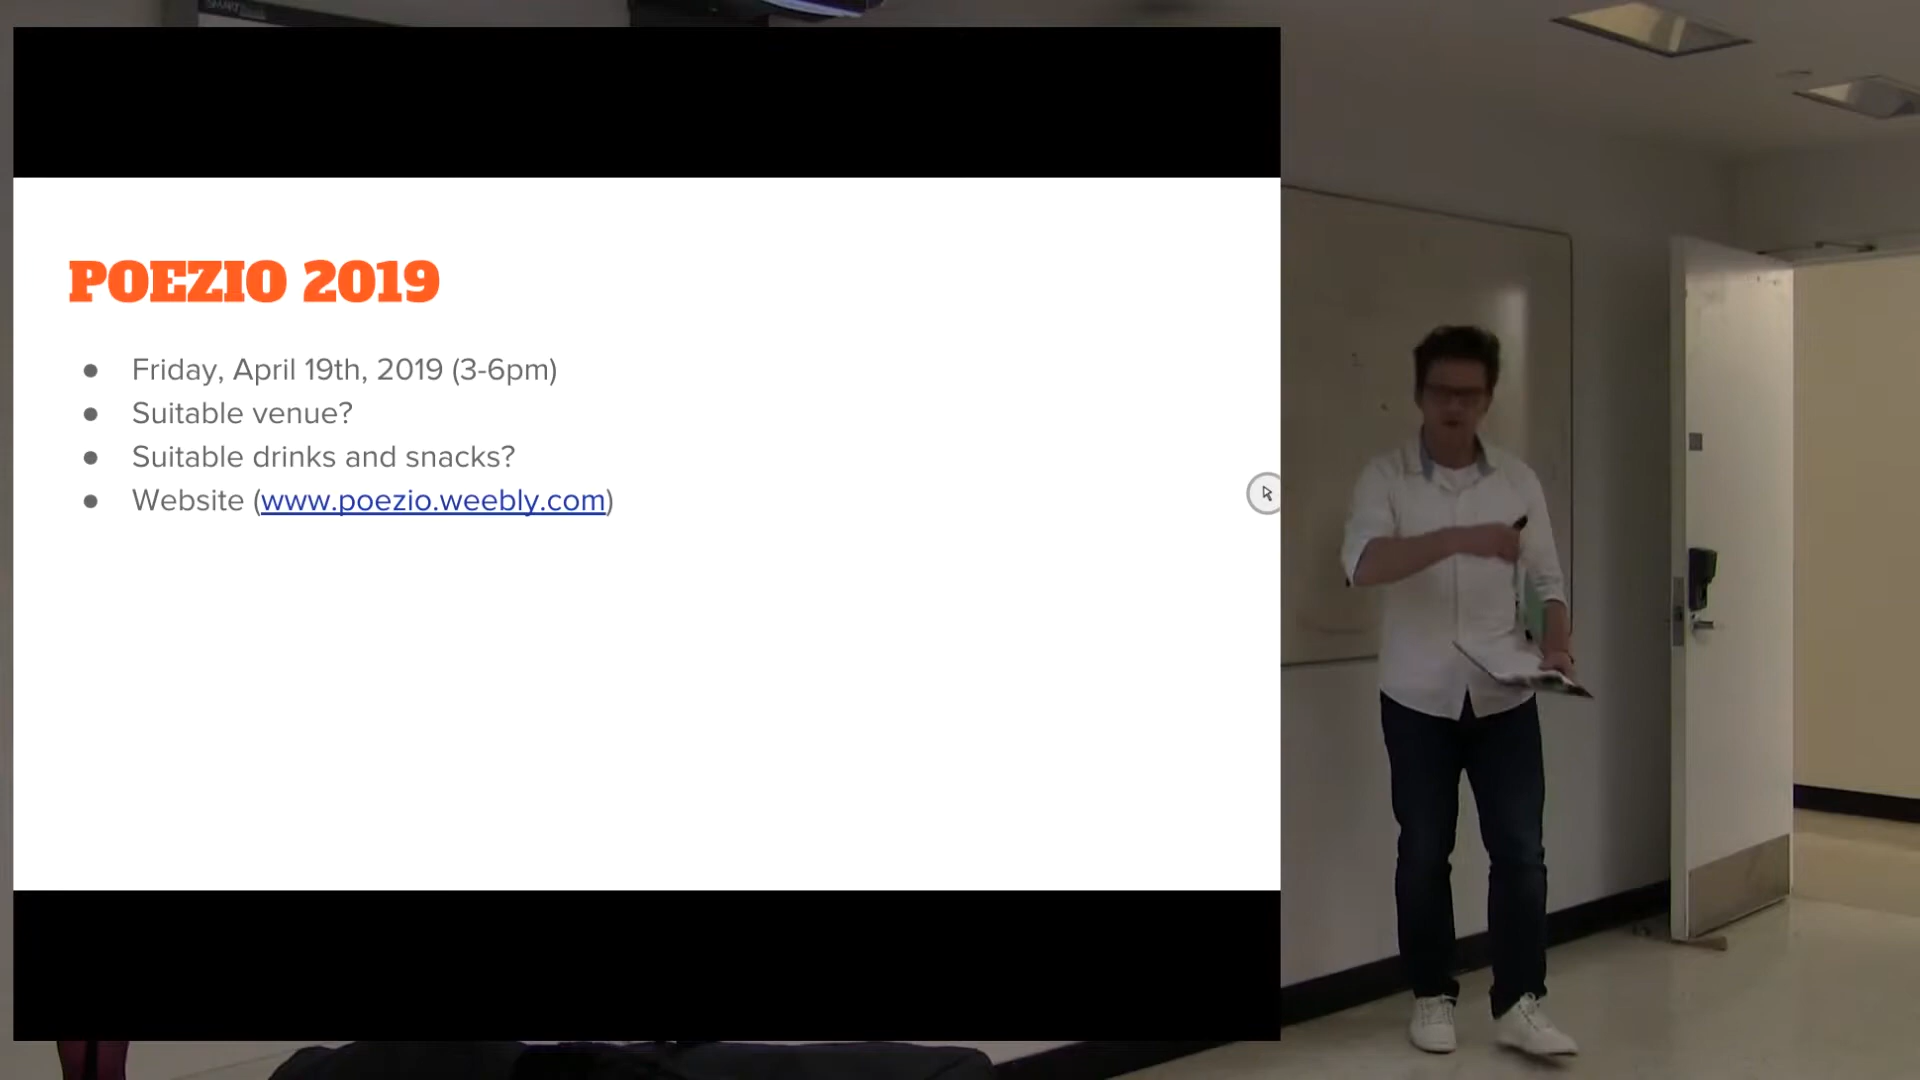 SMART
POEZIO 2019
● Friday, April 19th, 2019 (3-6pm)
● Suitable venue?
● Suitable drinks and snacks?
● Website (www.poezio.weebly.com)